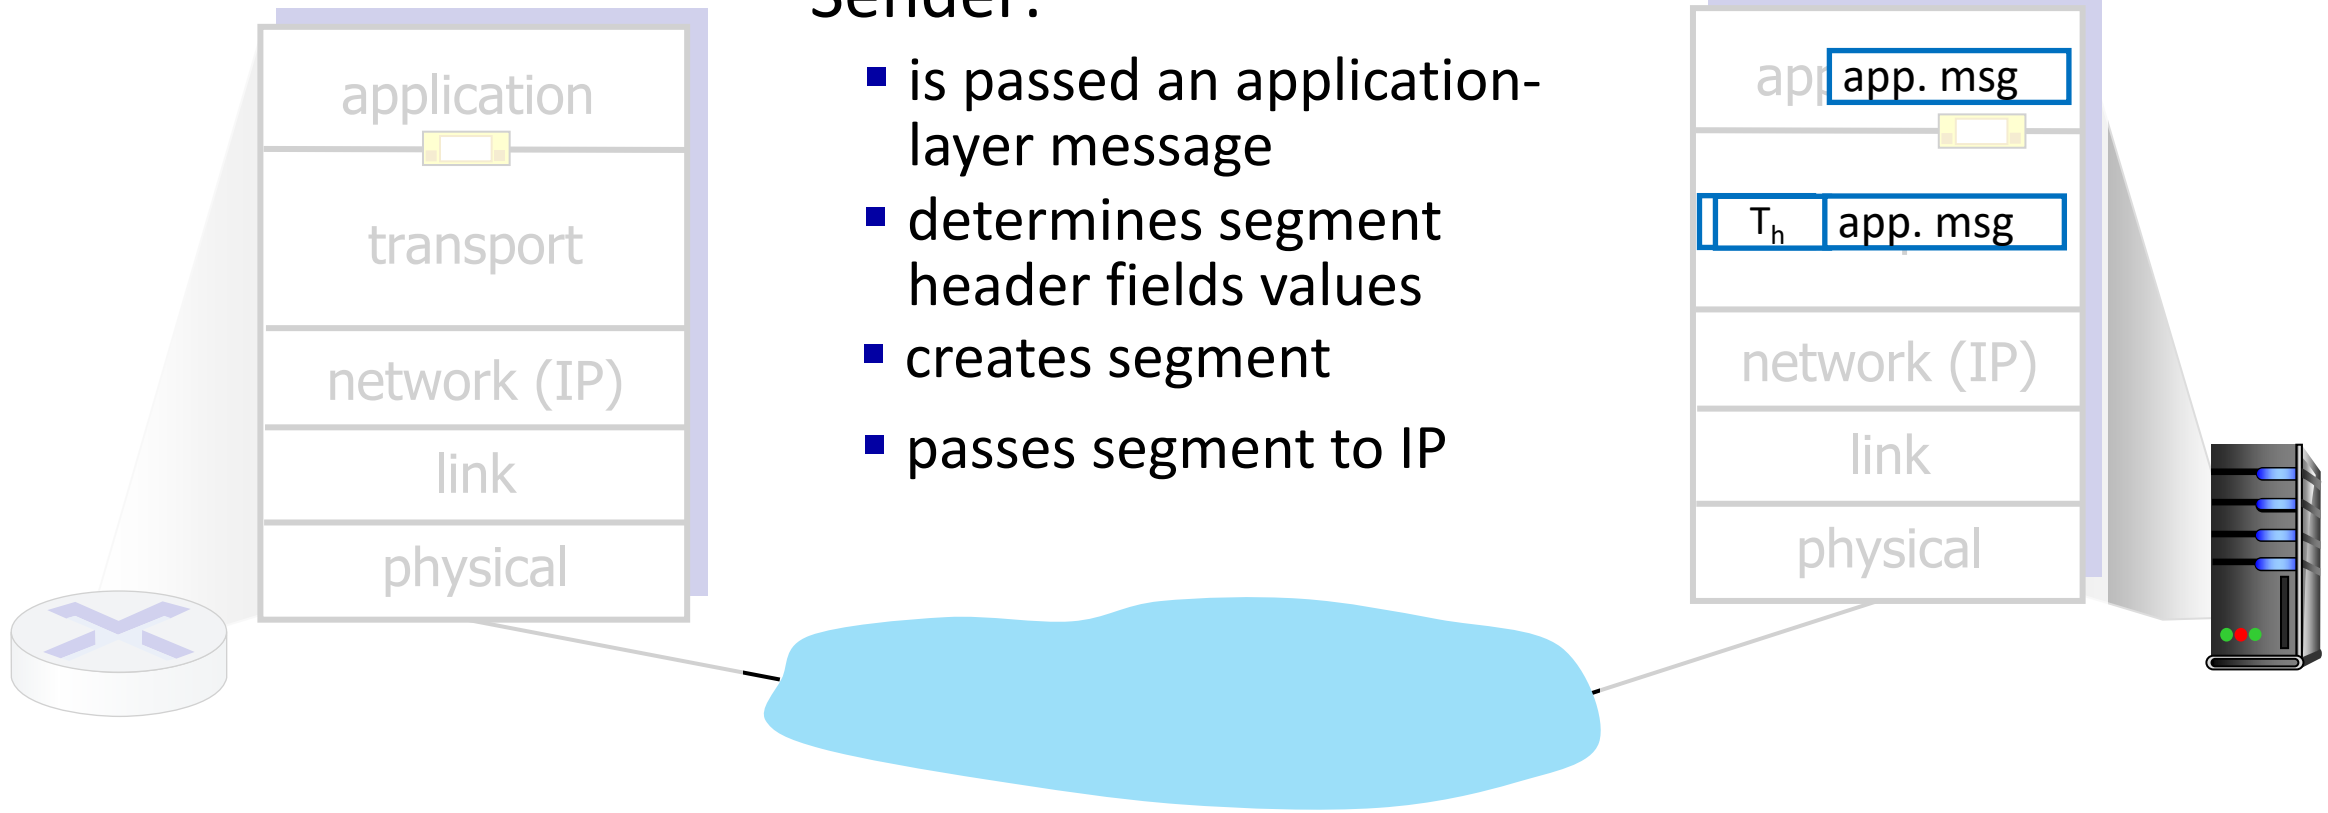 application
transport
network (IP)
link
physical
Sender:
is passed an application-
layer message
determines segment
header fields values
creates segment
passes segment to IP
app. msg
Th app. msg
network (IP)
link
physical